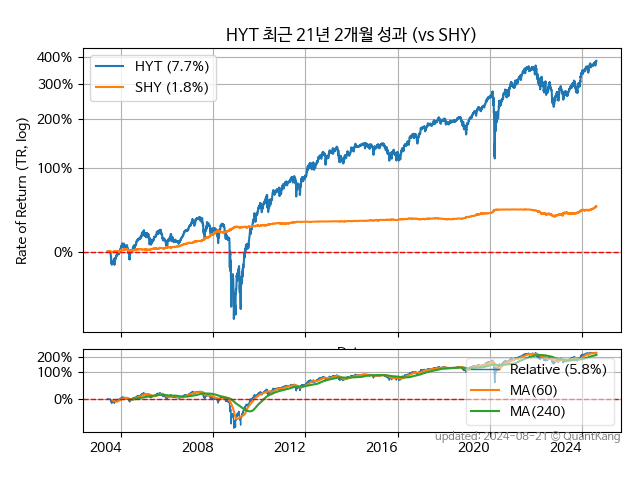 HYT 최근 21년 2개월 성과 (vs SHY)
Rate of Return (TR, log)
400%
300%
200%
100%
0%
HYT (7.7%)
SHY (1.8%)
200%
100%
0%
Relative (5.8%)
MA(60)
MA(240)
2004 2008 2012 2016 2020 2024
updated: 2024-08-21 © QuantKang